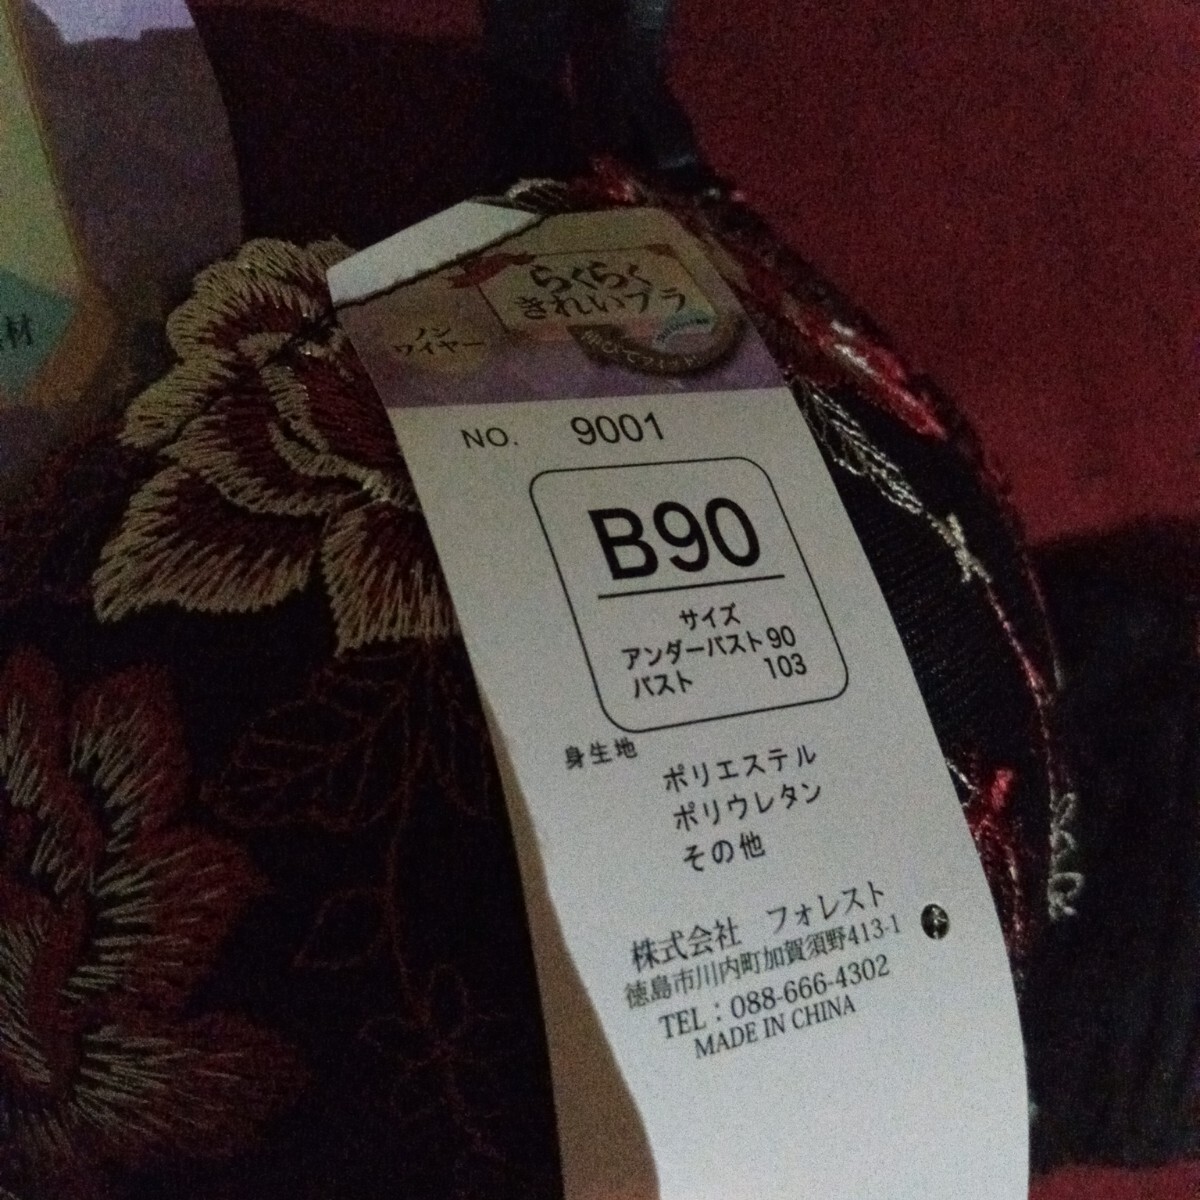 材
らくらく
きれいブラ
ノン
ワイヤー
NO. 9001
B90
サイズ
アンダーバスト90
バスト 103
身生地
ポリエステル
ポリウレタン
その他
株式会社 フォレスト
徳島市川内町加賀須野413-1
TEL：088-666-4302
MADE IN CHINA